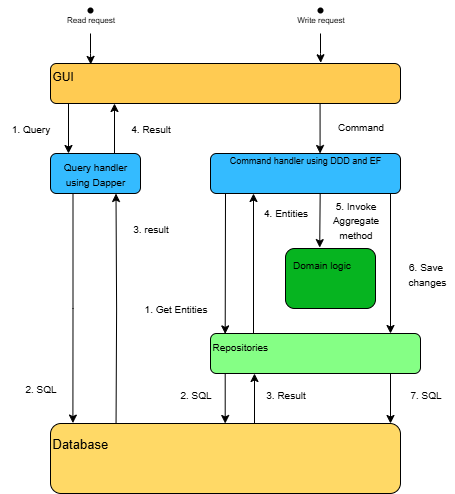 Read request
Write request
GUI
1. Query
4. Result
Command
Query handler
using Dapper
Command handler using DDD and EF
3. result
4. Entities
5. Invoke
Aggregate
method
Domain logic
6. Save
changes
1. Get Entities
Repositories
2. SQL
2. SQL
3. Result
7. SQL
Database